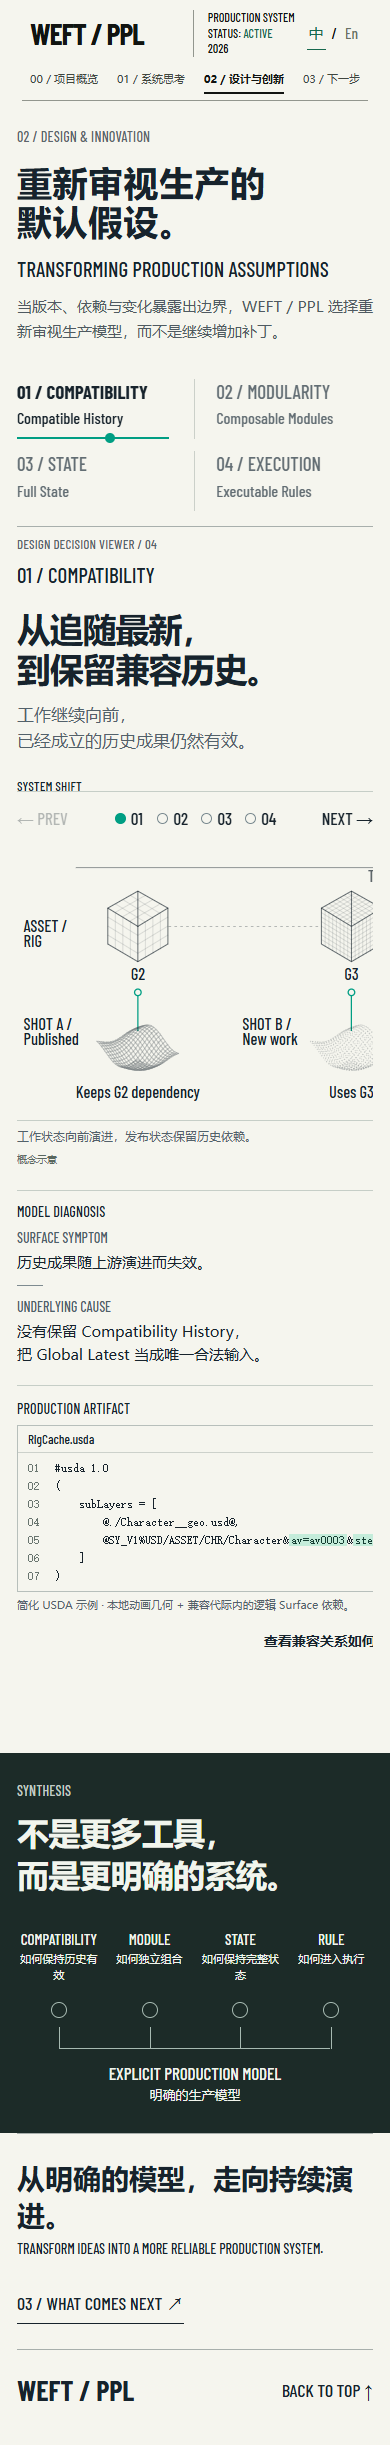 WEFT / PPL
PRODUCTION SYSTEM
STATUS: ACTIVE
2026
中 / En
00 / 项目概览 01 / 系统思考 02 / 设计与创新 03 / 下一步
02 / DESIGN & INNOVATION
重新审视生产的
默认假设。
TRANSFORMING PRODUCTION ASSUMPTIONS
当版本、依赖与变化暴露出边界，WEFT / PPL 选择重
新审视生产模型，而不是继续增加补丁。
01 / COMPATIBILITY
Compatible History
02 / MODULARITY
Composable Modules
03 / STATE
Full State
04 / EXECUTION
Executable Rules
DESIGN DECISION VIEWER / 04
01 / COMPATIBILITY
从追随最新，
到保留兼容历史。
工作继续向前，
已经成立的历史成果仍然有效。
SYSTEM SHIFT
← PREV 01 02 03 04 NEXT →
T
ASSET /
RIG
G2 G3
SHOT A /
Published
SHOT B /
New work
Keeps G2 dependency Uses G3
工作状态向前演进，发布状态保留历史依赖。
概念示意
MODEL DIAGNOSIS
SURFACE SYMPTOM
历史成果随上游演进而失效。
UNDERLYING CAUSE
没有保留 Compatibility History，
把 Global Latest 当成唯一合法输入。
PRODUCTION ARTIFACT
RigCache.usda
01 #usda 1.0
02 (
03 subLayers = [
04 @./Character__geo.usd@,
05 @SY_V1%USD/ASSET/CHR/Character&av=av0003&ste
06 ]
07 )
简化 USDA 示例 · 本地动画几何 + 兼容代际内的逻辑 Surface 依赖。
查看兼容关系如何
SYNTHESIS
不是更多工具，
而是更明确的系统。
COMPATIBILITY
如何保持历史有
效
MODULE
如何独立组合
STATE
如何保持完整状
态
RULE
如何进入执行
EXPLICIT PRODUCTION MODEL
明确的生产模型
从明确的模型，走向持续演
进。
TRANSFORM IDEAS INTO A MORE RELIABLE PRODUCTION SYSTEM.
03 / WHAT COMES NEXT ↗
WEFT / PPL
BACK TO TOP ↑